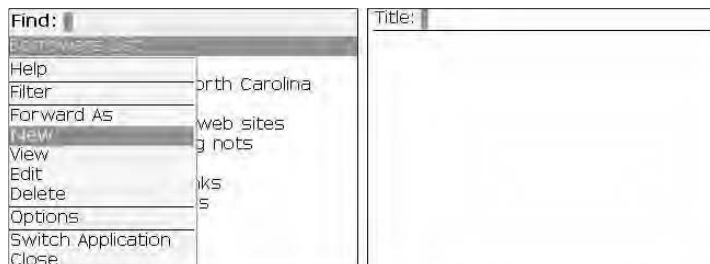 Find:
Help
Filter
orth Carolina
Forward As
web sites
New
g nots
View
Edit
Delete
nks
s
Options
Switch Application
Close
Title: